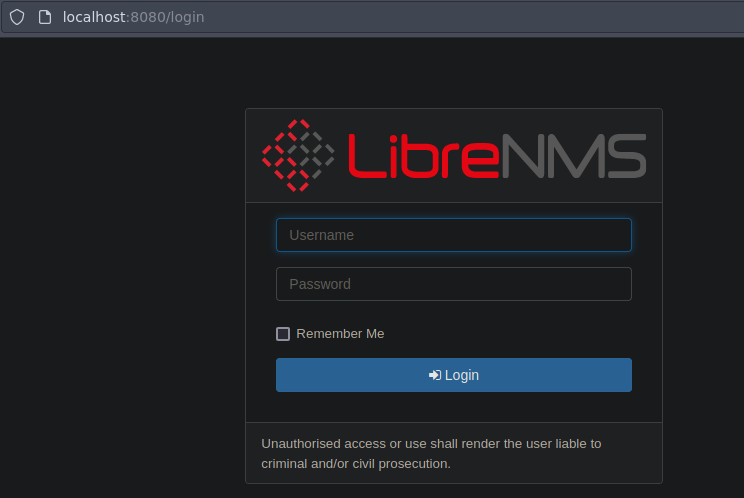 localhost:8080/login
LibreNMS
Username
Password
Remember Me
Login
Unauthorised access or use shall render the user liable to
criminal and/or civil prosecution.